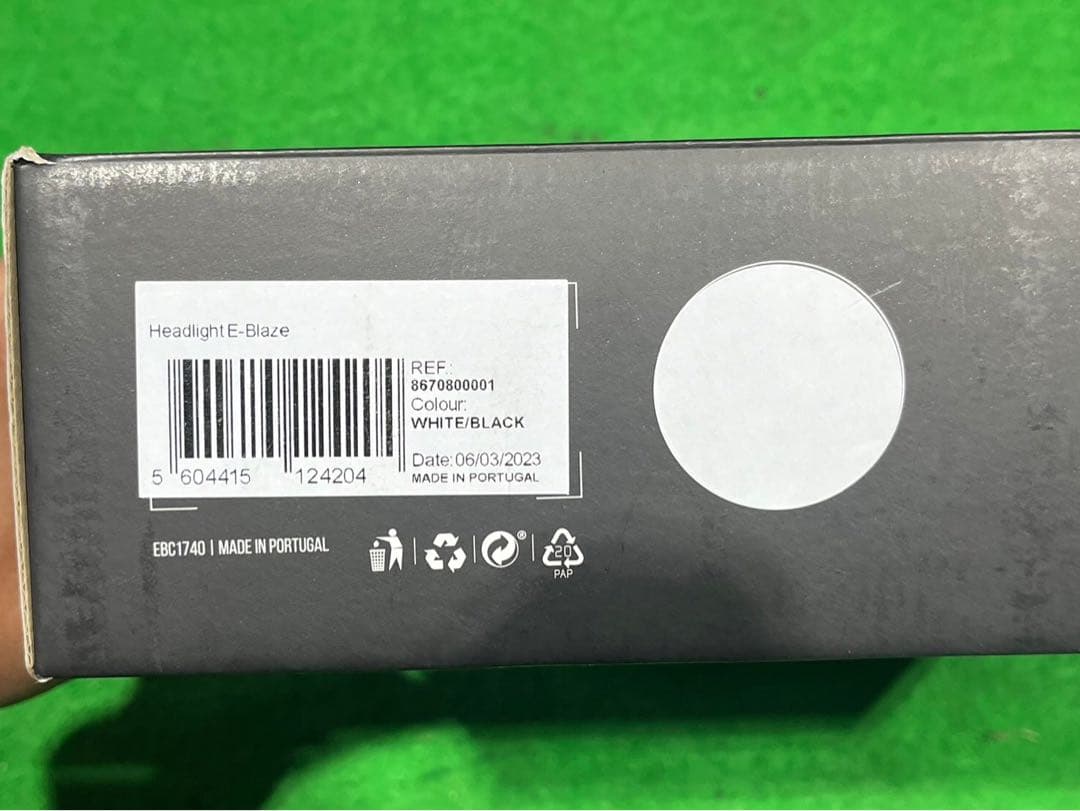 Headlight E-Blaze
REF.:
8670800001
Colour:
WHITE/BLACK
Date: 06/03/2023
MADE IN PORTUGAL
5 604415 124204
EBC1740 | MADE IN PORTUGAL
®
20
PAP